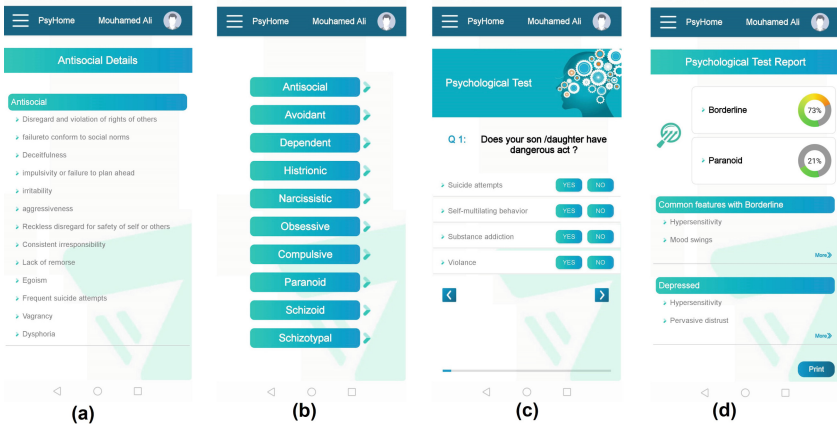 PsyHome Mouhamed Ali
Antisocial Details
Antisocial
Disregard and violation of rights of others
failureto conform to social norms
Deceitfulness
impulsivity or failure to plan ahead
irritibility
aggressiveness
Reckless disregard for safety of self or others
Consistent irresponsibility
Lack of remorse
Egoism
Frequent suicide attempts
Vagrancy
Dysphoria
(a)
PsyHome Mouhamed Ali
Antisocial
Avoidant
Dependent
Histrionic
Narcissistic
Obsessive
Compulsive
Paranoid
Schizoid
Schizotypal
(b)
PsyHome Mouhamed Ali
Psychological Test
Q 1: Does your son /daughter have
dangerous act ?
Suicide attempts YES NO
Self-multilating behavior YES NO
Substance addiction YES NO
Violance YES NO
(c)
PsyHome Mouhamed Ali
Psychological Test Report
Borderline 73%
Paranoid 21%
Common features with Borderline
Hypersensitivity
Mood swings
More
Depressed
Hypersensitivity
Pervasive distrust
More
Print
(d)